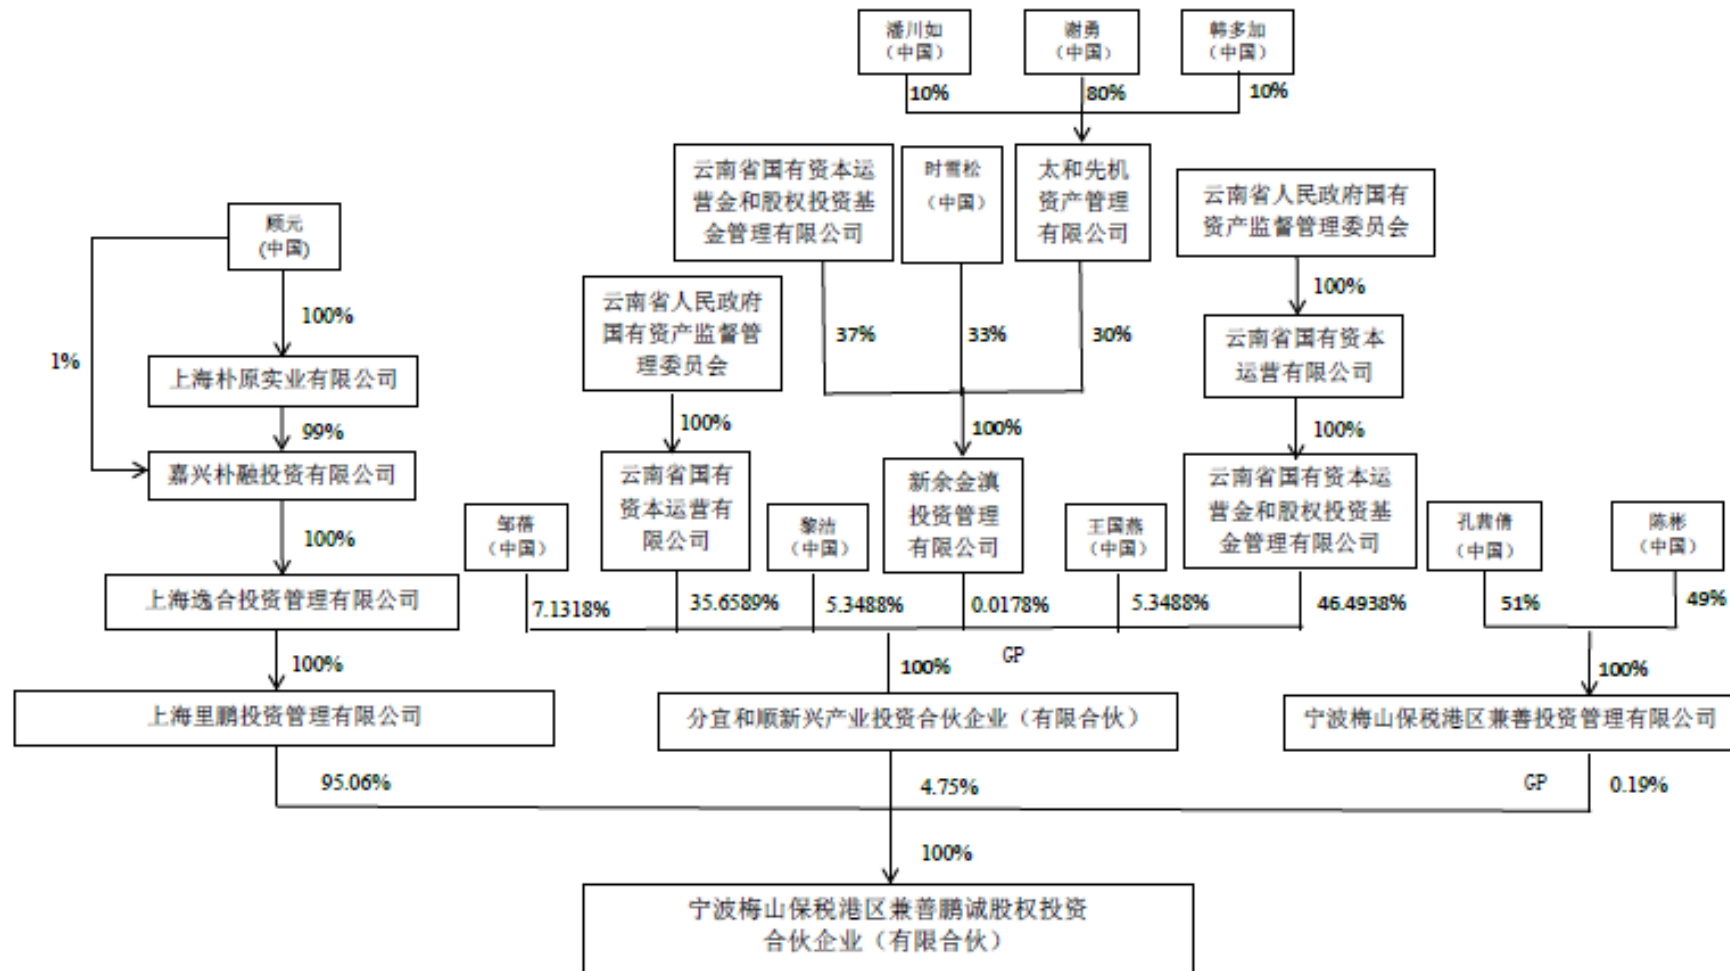 潘川如
（中国）
谢勇
（中国）
韩多加
（中国）
10%
80%
10%
云南省国有资本运
营金和股权投资基
金管理有限公司
时雪松
（中国）
太和先机
资产管理
有限公司
云南省人民政府国有
资产监督管理委员会
顾元
(中国)
100%
1%
上海朴原实业有限公司
99%
嘉兴朴融投资有限公司
100%
上海逸合投资管理有限公司
100%
上海里鹏投资管理有限公司
95.06%
云南省人民政府
国有资产监督管
理委员会
37%
33%
30%
100%
云南省国有资本
运营有限公司
100%
100%
100%
邹蓓
（中国）
云南省国有
资本运营有
限公司
黎洁
（中国）
新余金滇
投资管理
有限公司
王国燕
（中国）
云南省国有资本运
营金和股权投资基
金管理有限公司
孔茜倩
（中国）
陈彬
（中国）
7.1318%
35.6589%
5.3488%
0.0178%
5.3488%
46.4938%
51%
49%
100%
GP
100%
分宜和顺新兴产业投资合伙企业（有限合伙）
宁波梅山保税港区兼善投资管理有限公司
4.75%
GP
0.19%
100%
宁波梅山保税港区兼善鹏诚股权投资
合伙企业（有限合伙）